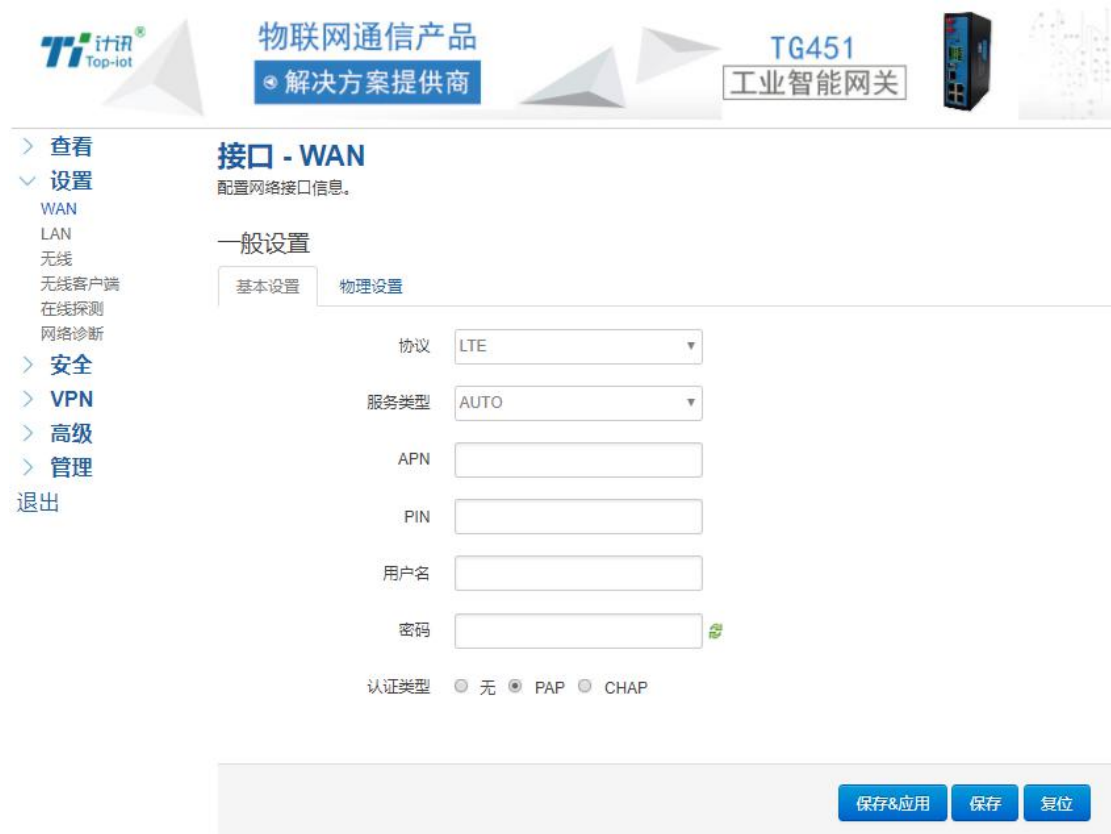 计讯®
Top-iot
物联网通信产品
解决方案提供商
TG451
工业智能网关
查看
设置
WAN
LAN
无线
无线客户端
在线探测
网络诊断
安全
VPN
高级
管理
退出
接口 - WAN
配置网络接口信息。
一般设置
基本设置 物理设置
协议 LTE
服务类型 AUTO
APN
PIN
用户名
密码
认证类型 无 PAP CHAP
保存&应用 保存 复位